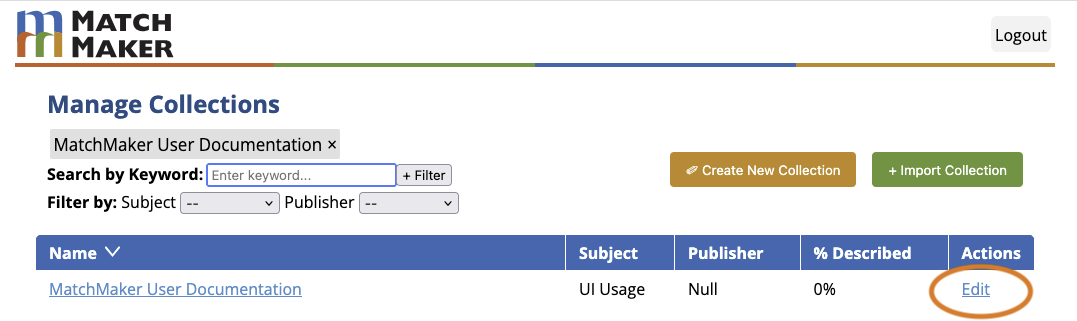 MATCH
MAKER
Logout
Manage Collections
MatchMaker User Documentation ×
Search by Keyword: Enter keyword... + Filter
Create New Collection
+ Import Collection
Filter by: Subject -- Publisher --
Name Subject Publisher % Described Actions
MatchMaker User Documentation UI Usage Null 0% Edit